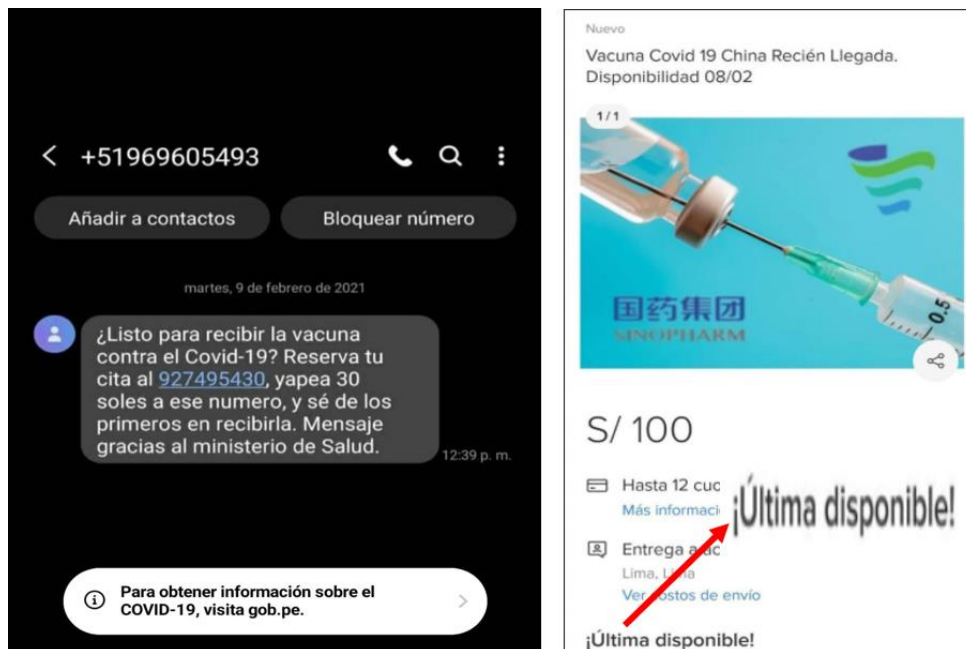 +51969605493
Añadir a contactos
Bloquear número
martes, 9 de febrero de 2021
¿Listo para recibir la vacuna
contra el Covid-19? Reserva tu
cita al 927495430, yapea 30
soles a ese numero, y sé de los
primeros en recibirla. Mensaje
gracias al ministerio de Salud.
12:39 p. m.
Para obtener información sobre el
COVID-19, visita gob.pe.
Nuevo
Vacuna Covid 19 China Recién Llegada.
Disponibilidad 08/02
1/1
国药集团
SINOPHARM
0.5
S/ 100
Hasta 12 cuo
Más informaci
¡Última disponible!
Entrega a
Lima, Lima
Ver costos de envío
¡Última disponible!